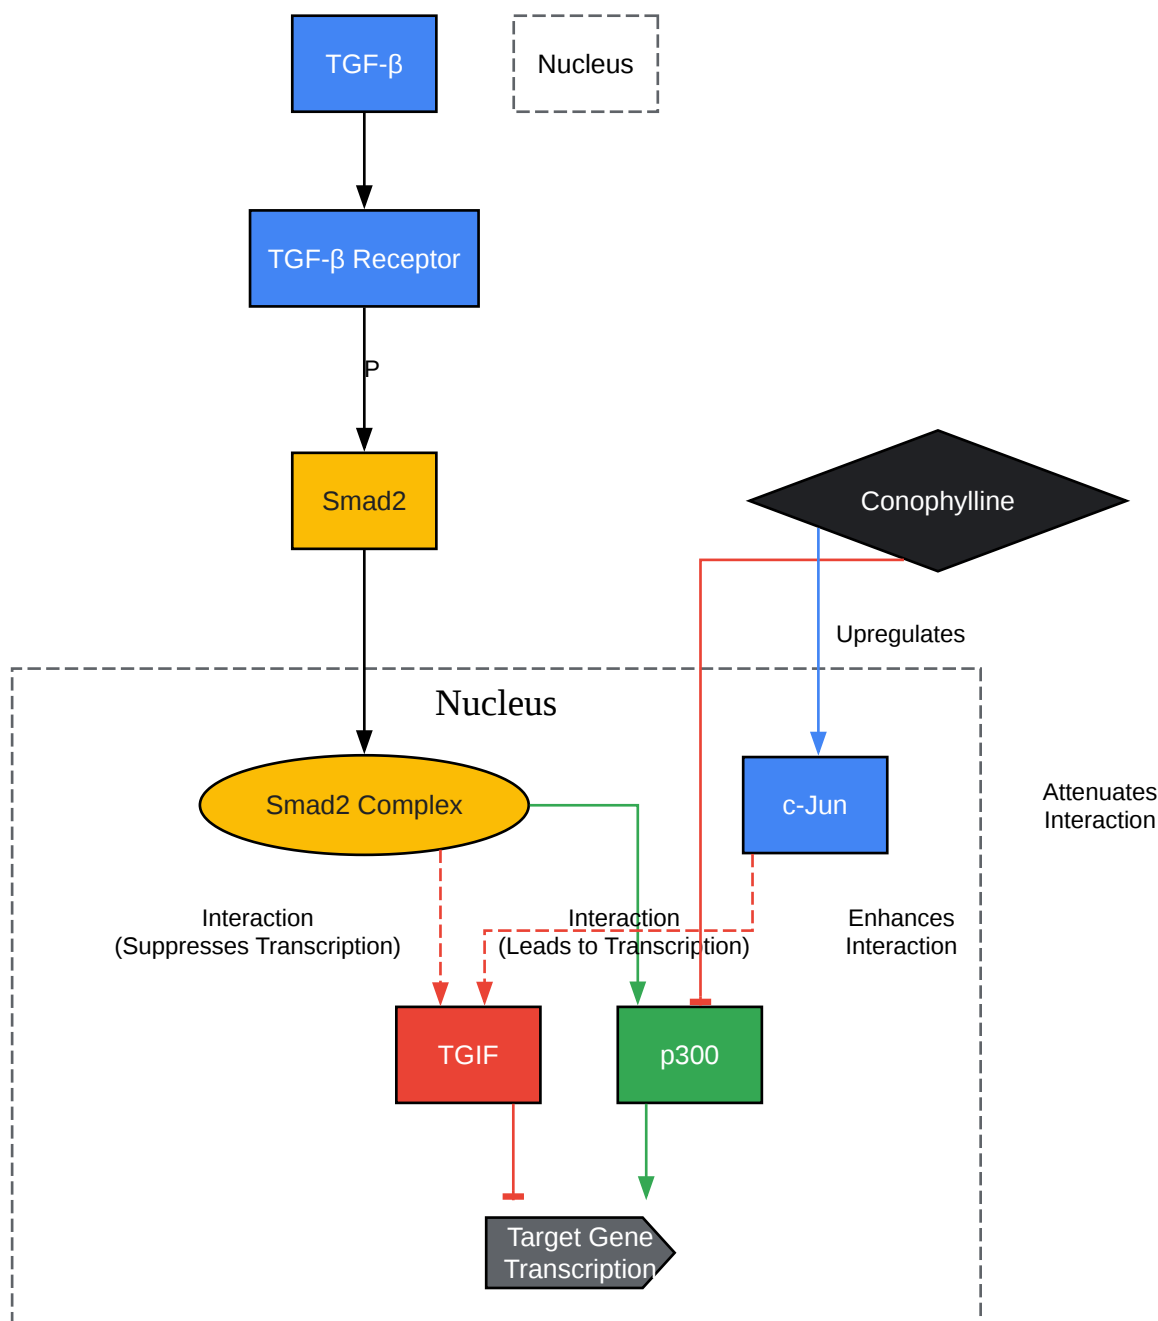 TGF-β
Nucleus
TGF-β Receptor
P
Smad2
Conophylline
Upregulates
Nucleus
Smad2 Complex
c-Jun
Attenuates
Interaction
Interaction
(Suppresses Transcription)
Interaction
(Leads to Transcription)
Enhances
Interaction
TGIF
p300
Target Gene
Transcription